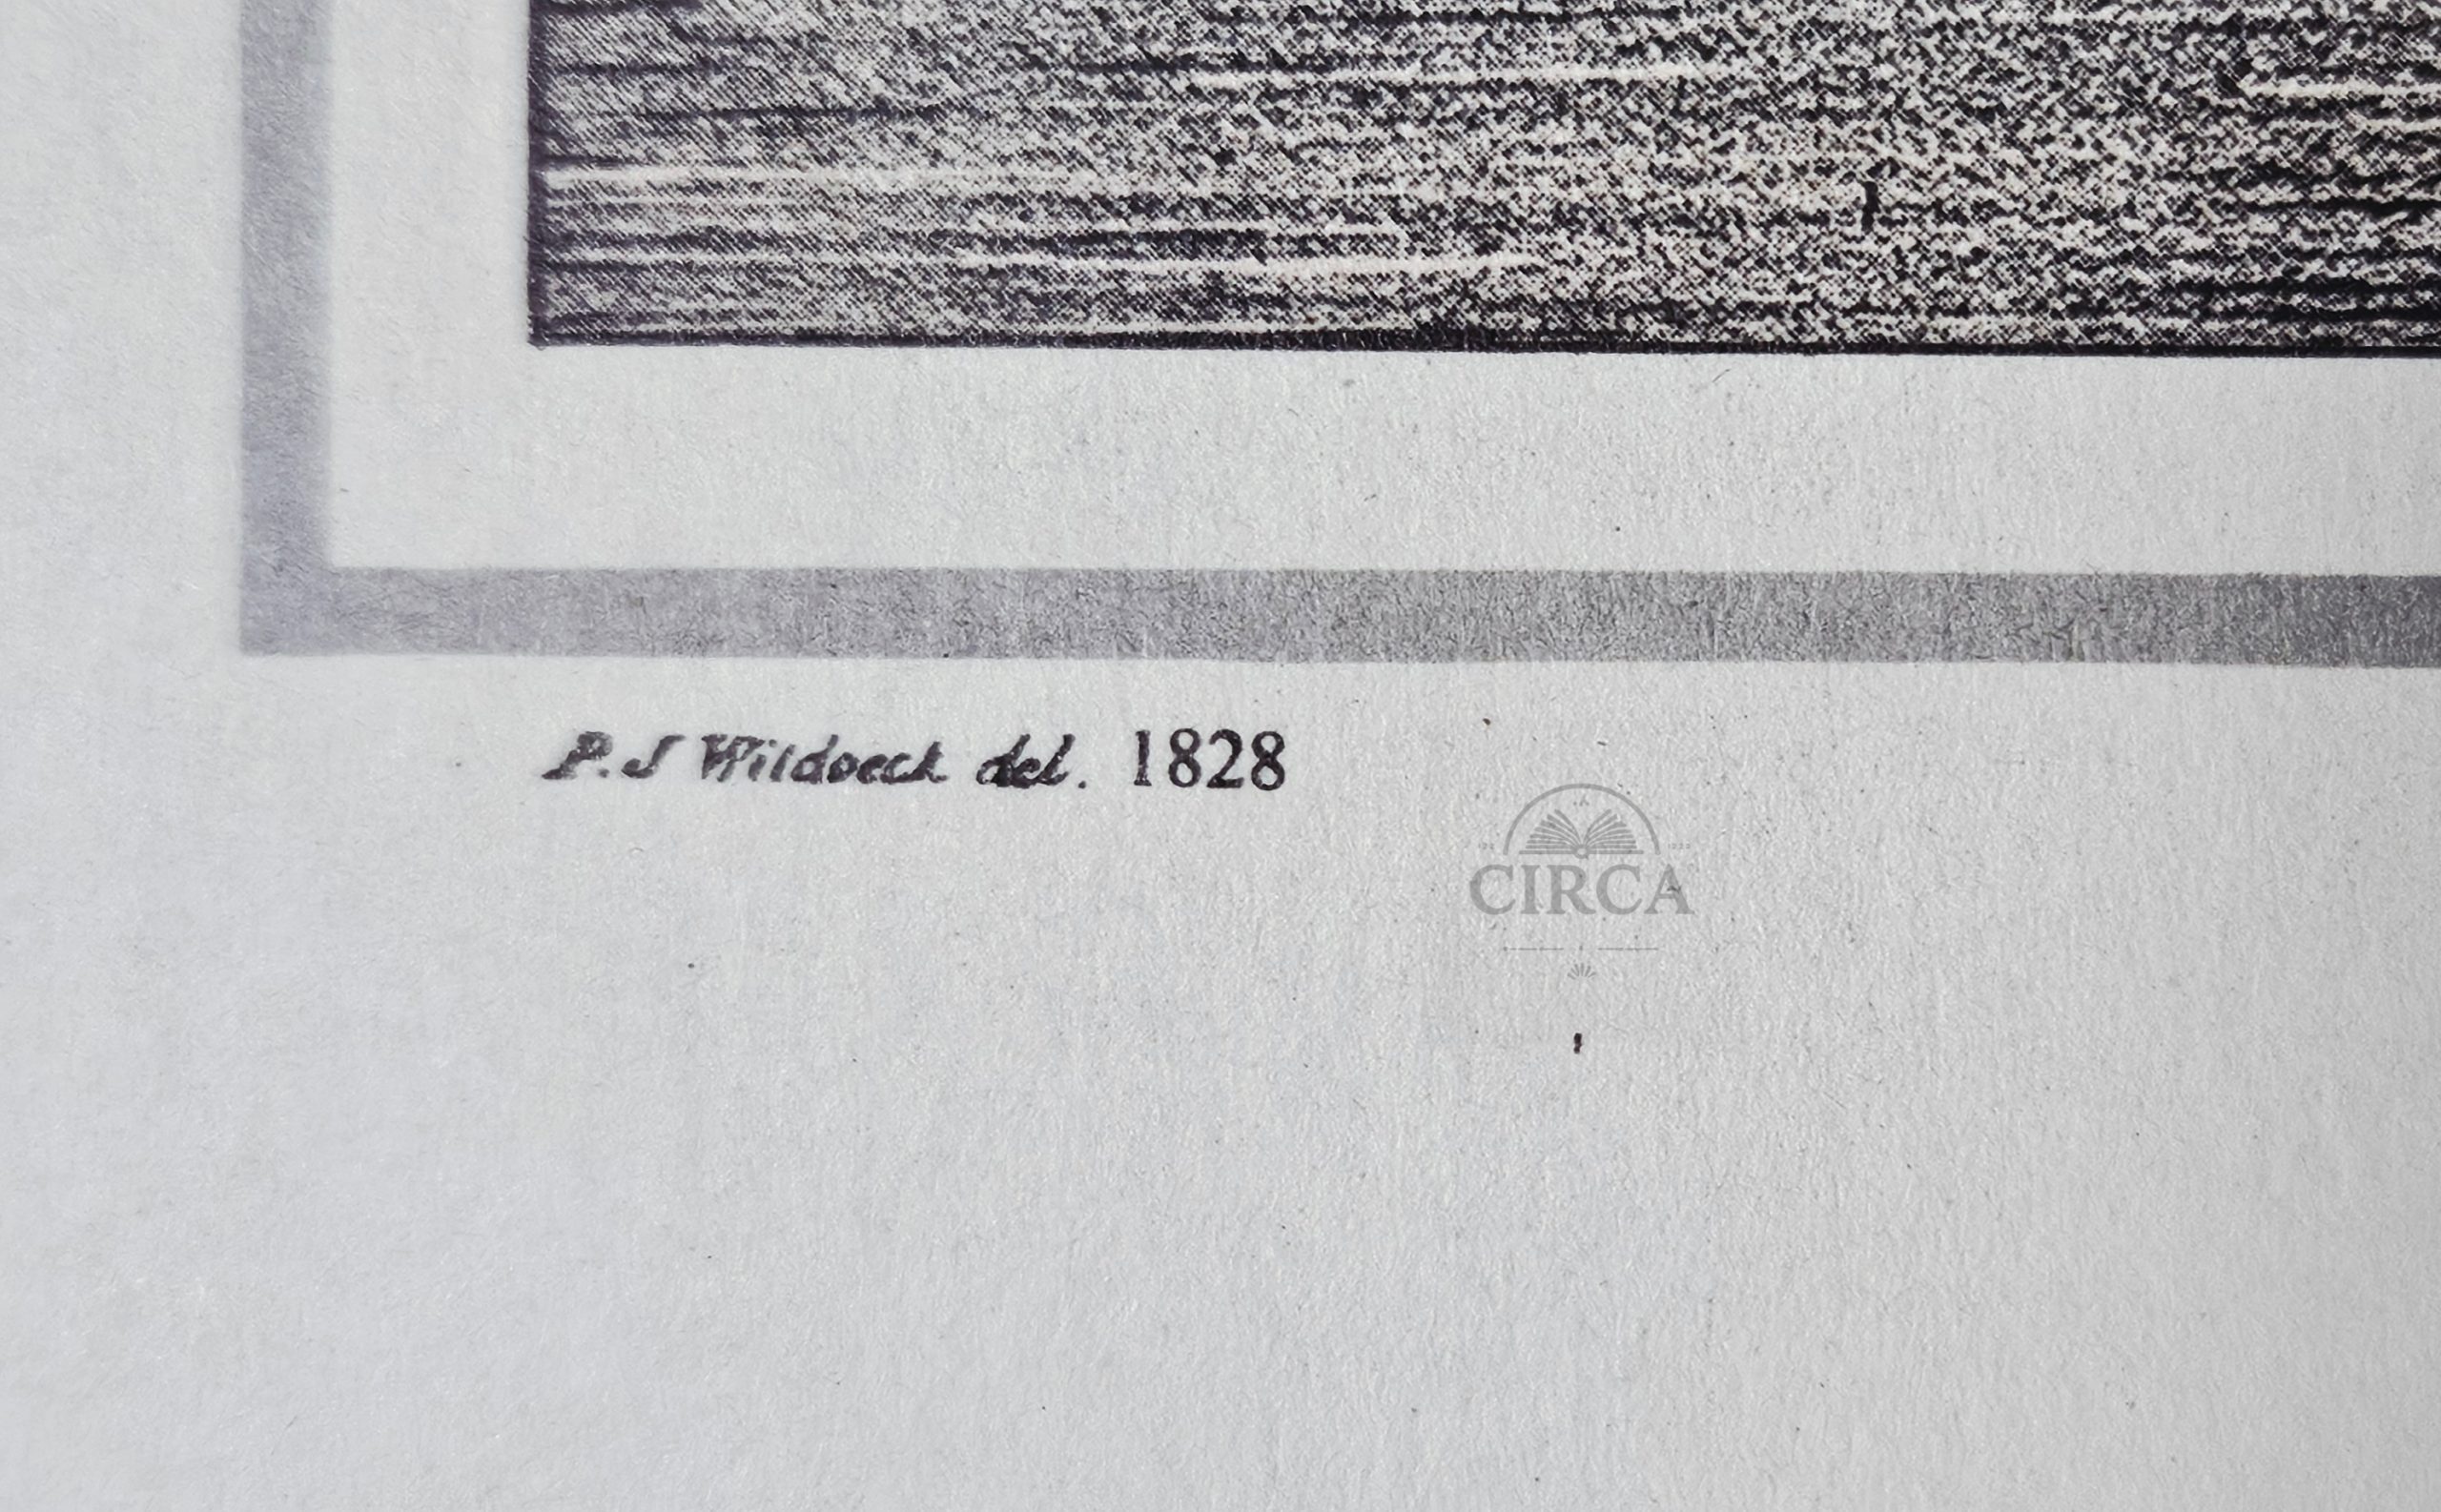 P.J Wildoeck del. 1828
CIRCA